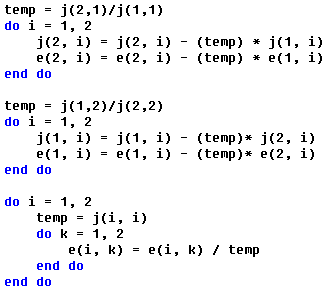 temp = j(2,1)/j(1,1)
do i = 1, 2
    j(2, i) = j(2, i) - (temp) * j(1, i)
    e(2, i) = e(2, i) - (temp) * e(1, i)
end do

temp = j(1,2)/j(2,2)
do i = 1, 2
    j(1, i) = j(1, i) - (temp)* j(2, i)
    e(1, i) = e(1, i) - (temp)* e(2, i)
end do

do i = 1, 2
    temp = j(i, i)
    do k = 1, 2
        e(i, k) = e(i, k) / temp
    end do
end do